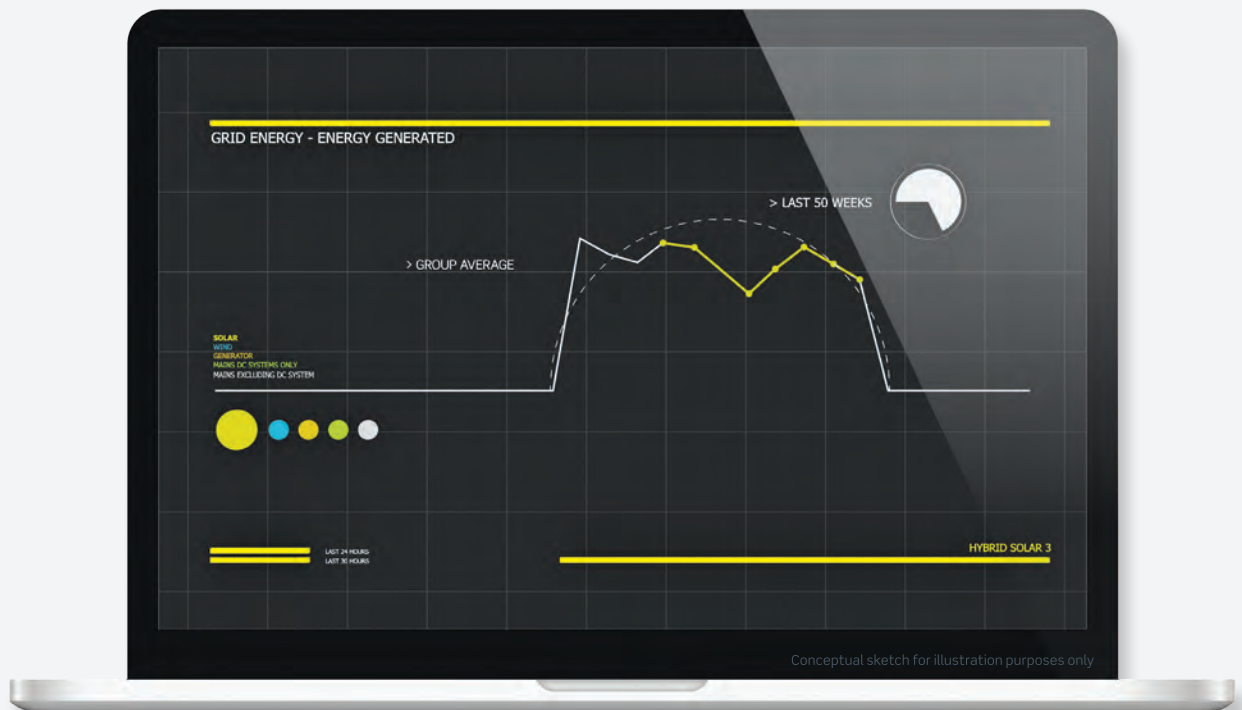 GRID ENERGY - ENERGY GENERATED
> LAST 50 WEEKS
> GROUP AVERAGE
SOLAR
WIND
GENERATOR
MAINS DC SYSTEMS ONLY
MAINS EXCLUDING DC SYSTEM
LAST 24 HOURS
LAST 30 HOURS
HYBRID SOLAR 3
Conceptual sketch for illustration purposes only